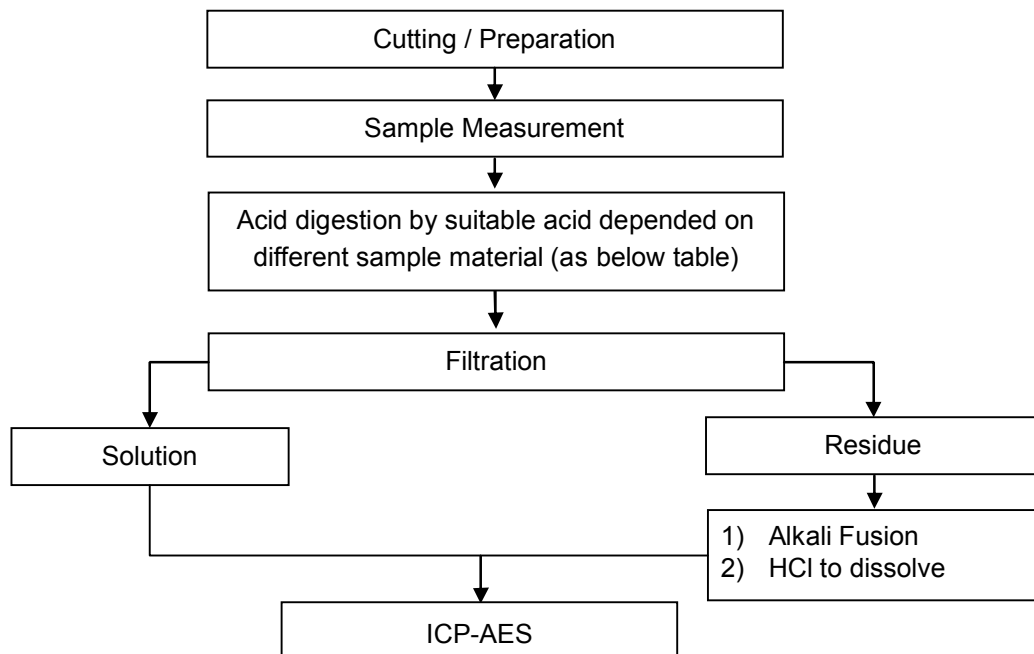 Cutting / Preparation
Sample Measurement
Acid digestion by suitable acid depended on
different sample material (as below table)
Filtration
Solution
Residue
1) Alkali Fusion
2) HCl to dissolve
ICP-AES